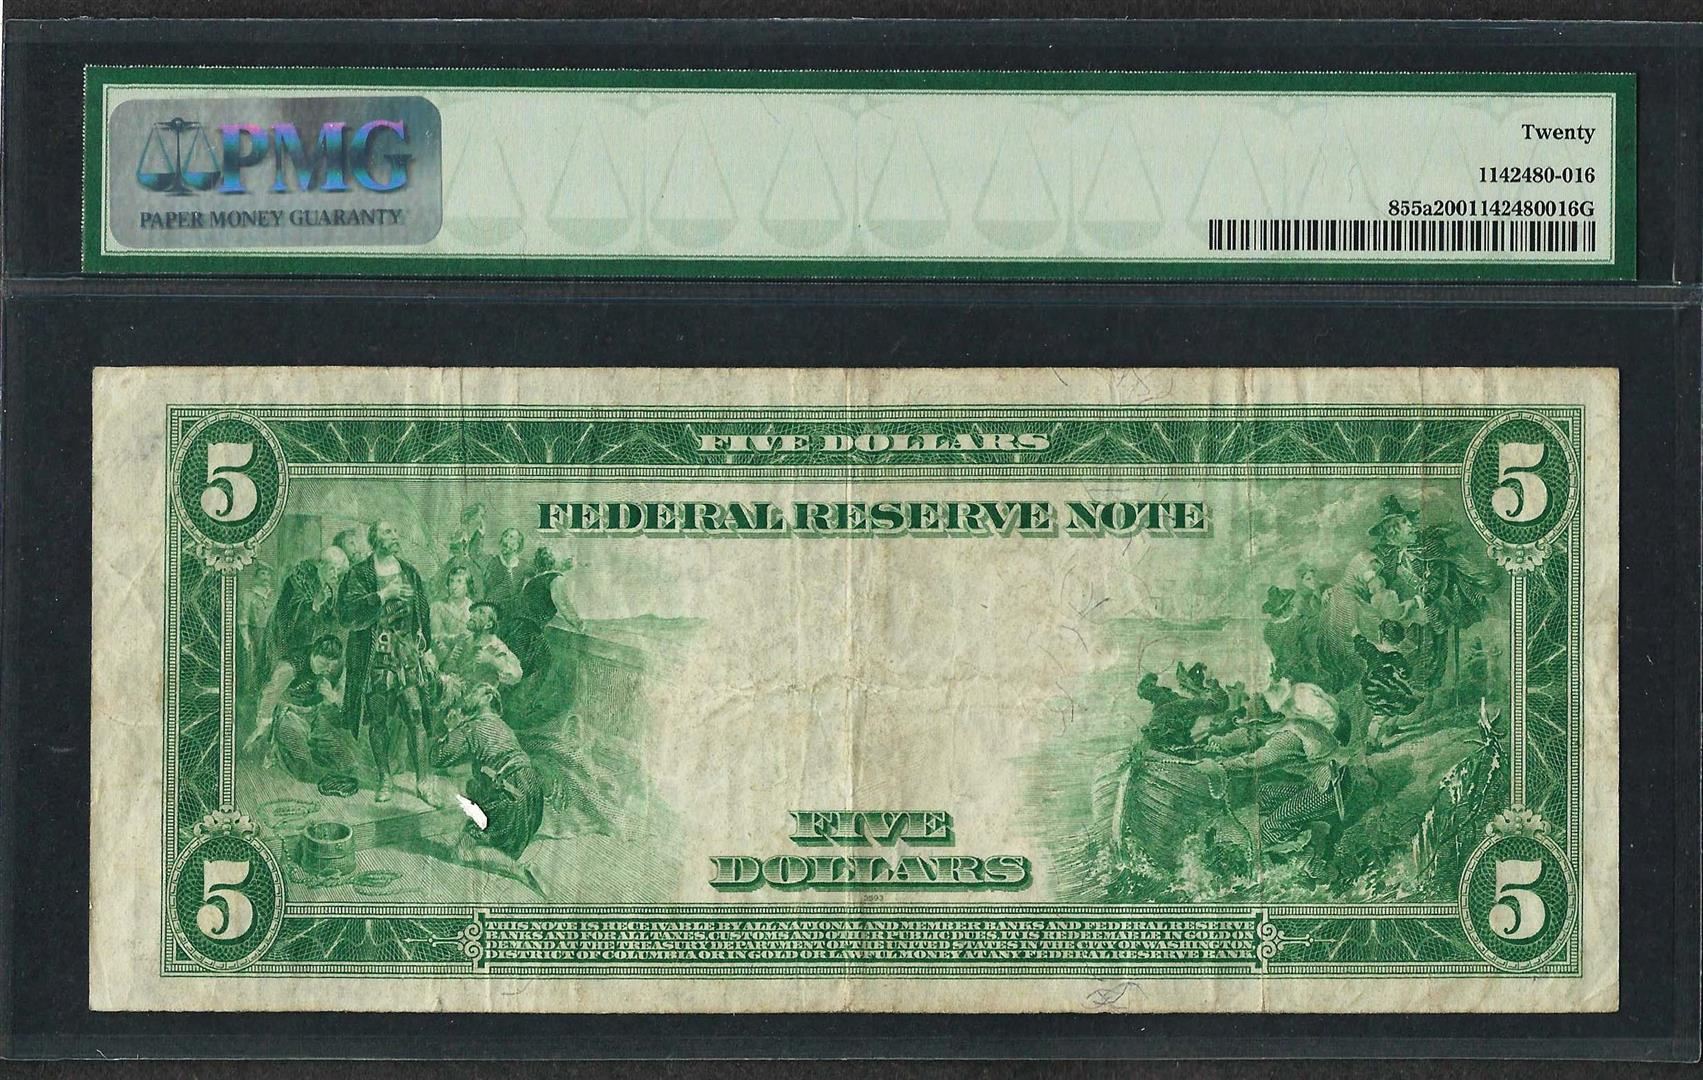 PMG
PAPER MONEY GUARANTY
Twenty
1142480-016
855a2001142480016G
5 FIVE DOLLARS 5
FEDERAL RESERVE NOTE
FIVE
DOLLARS
3593
5 5
THIS NOTE IS RECEIVABLE BY ALL NATIONAL AND MEMBER BANKS AND FEDERAL RESERVE
BANKS AND FOR ALL TAXES, CUSTOMS AND OTHER PUBLIC DUES. IT IS REDEEMABLE IN GOLD ON
DEMAND AT THE TREASURY DEPARTMENT OF THE UNITED STATES IN THE CITY OF WASHINGTON
DISTRICT OF COLUMBIA OR IN GOLD OR LAWFUL MONEY AT ANY FEDERAL RESERVE BANK.